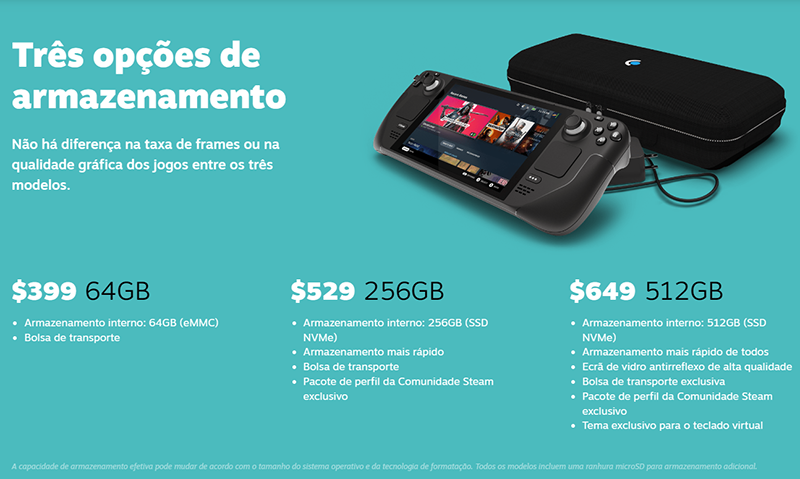 Três opções de
armazenamento
Não há diferença na taxa de frames ou na
qualidade gráfica dos jogos entre os três
modelos.
$399 64GB
• Armazenamento interno: 64GB (eMMC)
• Bolsa de transporte
$529 256GB
• Armazenamento interno: 256GB (SSD
NVMe)
• Armazenamento mais rápido
• Bolsa de transporte
• Pacote de perfil da Comunidade Steam
exclusivo
$649 512GB
• Armazenamento interno: 512GB (SSD
NVMe)
• Armazenamento mais rápido de todos
• Ecrã de vidro antirreflexo de alta qualidade
• Bolsa de transporte exclusiva
• Pacote de perfil da Comunidade Steam
exclusivo
• Tema exclusivo para o teclado virtual
A capacidade de armazenamento efetiva pode mudar de acordo com o tamanho do sistema operativo e da tecnologia de formatação. Todos os modelos incluem uma ranhura microSD para armazenamento adicional.